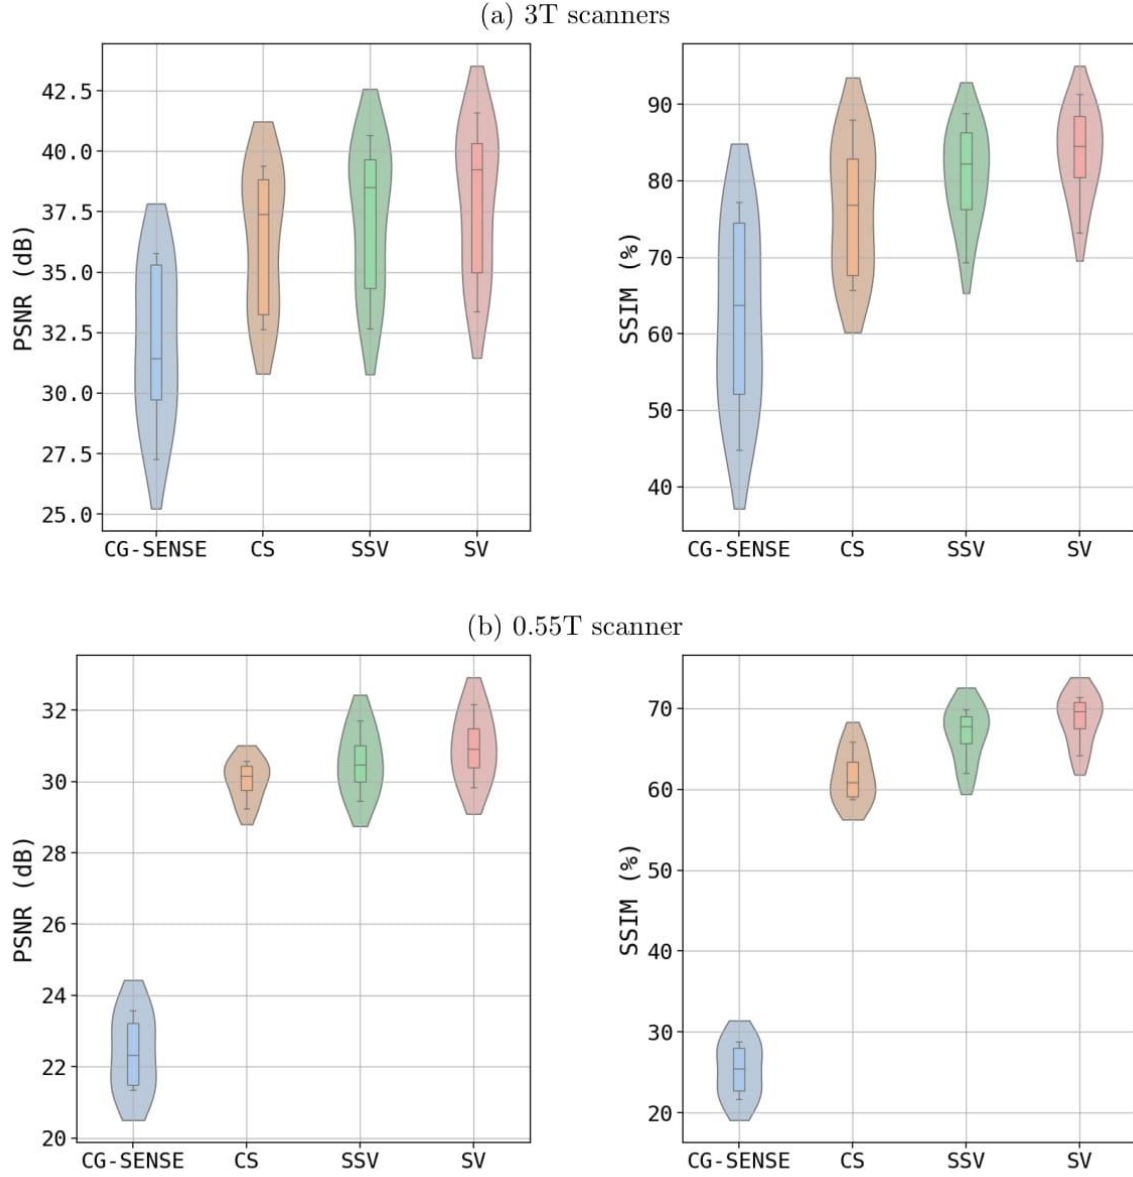 (a) 3T scanners
PSNR (dB)
42.5
40.0
37.5
35.0
32.5
30.0
27.5
25.0
CG-SENSE CS SSV SV
SSIM (%)
90
80
70
60
50
40
CG-SENSE CS SSV SV
(b) 0.55T scanner
PSNR (dB)
32
30
28
26
24
22
20
CG-SENSE CS SSV SV
SSIM (%)
70
60
50
40
30
20
CG-SENSE CS SSV SV